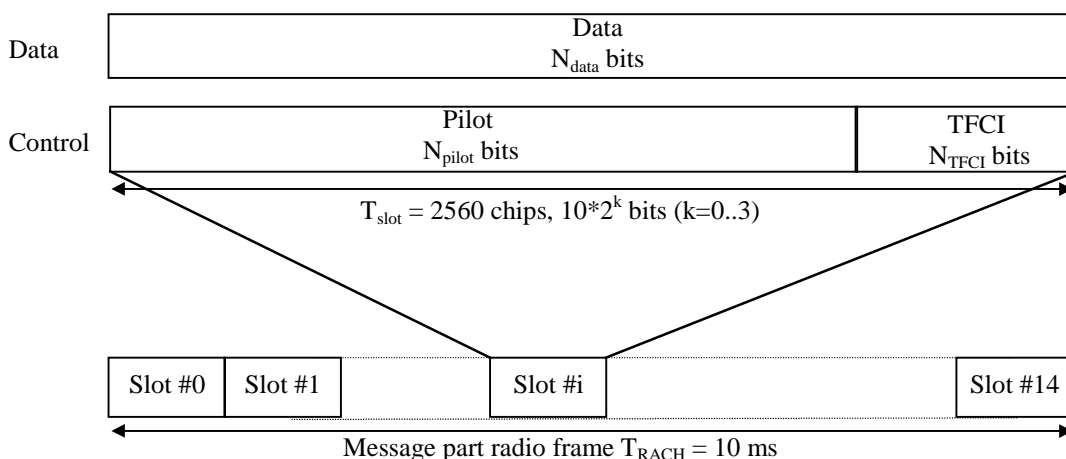 Data
Data
N_data bits
Control
Pilot
N_pilot bits
TFCI
N_TFCI bits
T_slot = 2560 chips, 10*2^k bits (k=0..3)
Slot #0
Slot #1
Slot #i
Slot #14
Message part radio frame T_RACH = 10 ms